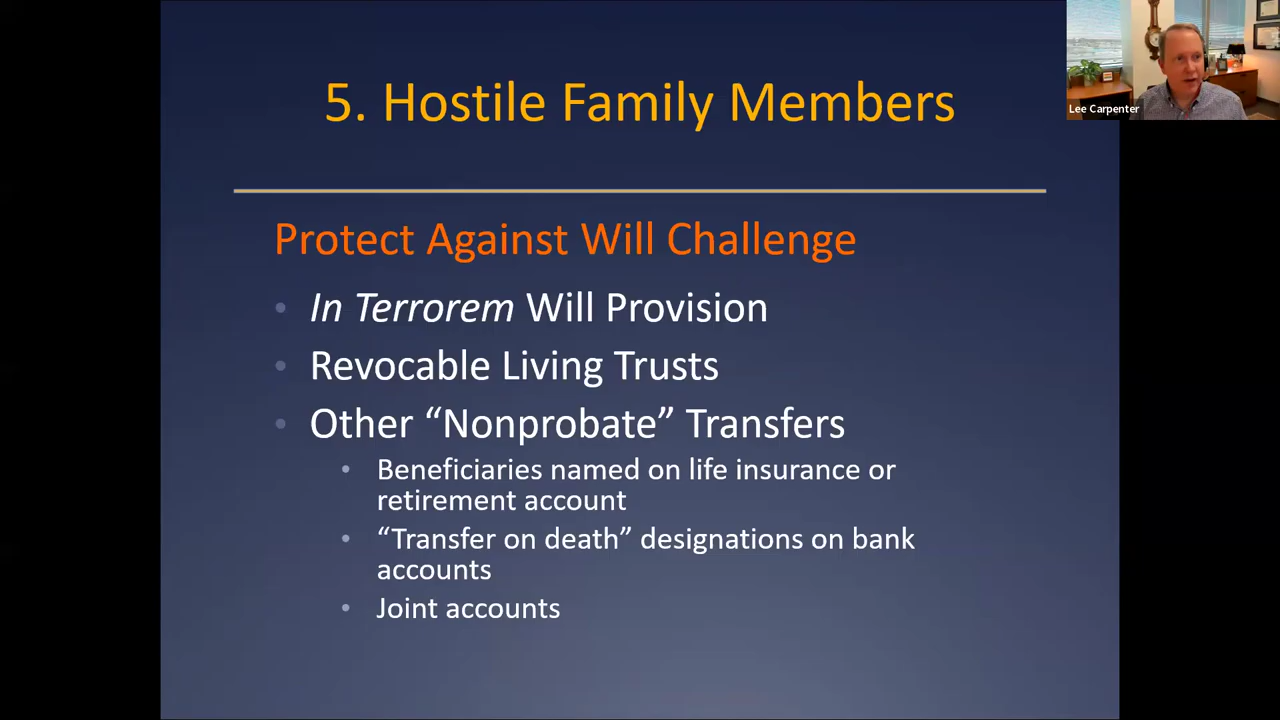 5. Hostile Family Members
Lee Carpenter
Protect Against Will Challenge
• In Terrorem Will Provision
• Revocable Living Trusts
• Other “Nonprobate” Transfers
• Beneficiaries named on life insurance or
retirement account
• “Transfer on death” designations on bank
accounts
• Joint accounts